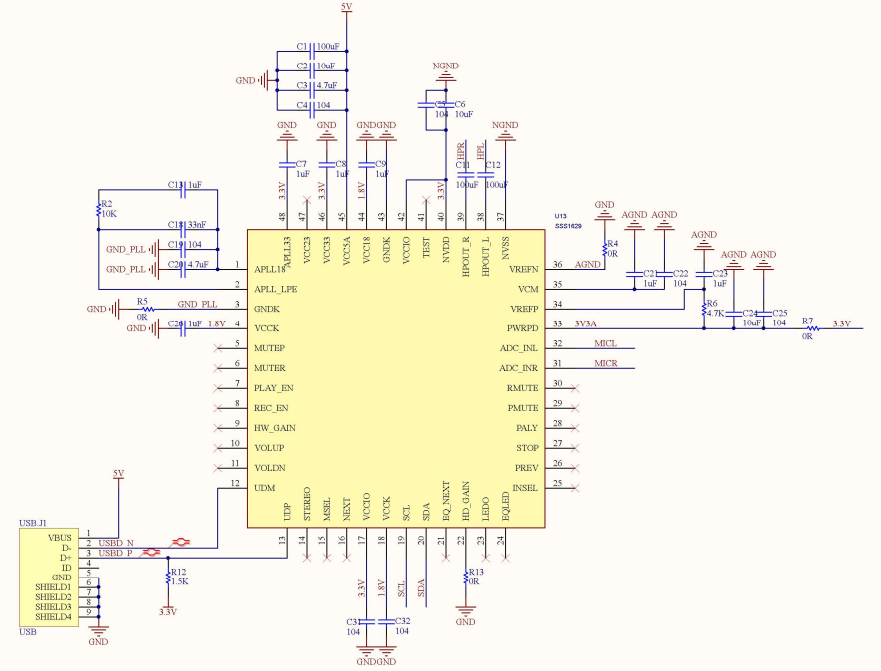 5V
C1 100uF
C2 10uF
GND
C3 4.7uF
C4 104
NGND
C5 C6
104 10uF
GND GND GND GND NGND
C7 C8 C9 HPR HPL
1uF 1uF 1uF
C11 C12
100uF 100uF
3.3V 3.3V 1.8V 3.3V
48 47 46 45 44 43 42 41 40 39 38 37
APLL33 VCC23 VCC33 VCC5A VCC18 GNDK VCCIO TEST NVDD HPOUT_R HPOUT_L NVSS
U13
SSS1629
C13 1uF
R2
10K
C18 33nF
GND_PLL C19 104
GND_PLL C20 4.7uF
R5
GND 0R GND_PLL
GND C26 1uF 1.8V
1 APLL18
2 APLL_LPE
3 GNDK
4 VCCK
5 MUTEP
6 MUTER
7 PLAY_EN
8 REC_EN
9 HW_GAIN
10 VOLUP
11 VOLDN
12 UDM
VREFN 36 AGND
VCM 35
VREFP 34
PWRPD 33 3V3A
ADC_INL 32 MICL
ADC_INR 31 MICR
RMUTE 30
PMUTE 29
PALY 28
STOP 27
PREV 26
INSEL 25
GND
R4
0R
AGND AGND
C21 C22
1uF 104
AGND
C23
1uF
R6
4.7K
AGND AGND
C24 C25
10uF 104
R7
0R
3.3V
UDP STEREO MSEL NEXT VCCIO VCCK SCL SDA EQ_NEXT HD_GAIN LEDO EQLED
13 14 15 16 17 18 19 20 21 22 23 24
3.3V 1.8V SCL SDA
R13
0R
GND
C31 C32
104 104
GND GND
5V
USB.J1
VBUS 1
D- 2 USBD_N
D+ 3 USBD_P
ID 4
GND 5
SHIELD1 6
SHIELD2 7
SHIELD3 8
SHIELD4 9
USB
GND
R12
1.5K
3.3V